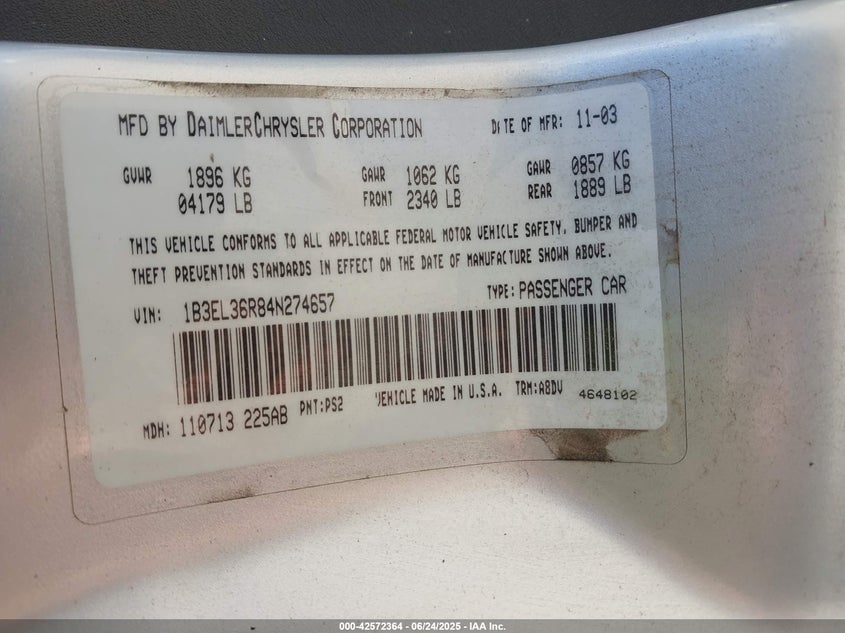 MFD BY DAIMLERCHRYSLER CORPORATION DATE OF MFR: 11-03
GVWR 1896 KG GAWR 1062 KG GAWR 0857 KG
04179 LB FRONT 2340 LB REAR 1889 LB
THIS VEHICLE CONFORMS TO ALL APPLICABLE FEDERAL MOTOR VEHICLE SAFETY, BUMPER AND
THEFT PREVENTION STANDARDS IN EFFECT ON THE DATE OF MANUFACTURE SHOWN ABOVE.
VIN: 1B3EL36R84N274657 TYPE: PASSENGER CAR
MDH: 110713 225AB PNT:PS2 VEHICLE MADE IN U.S.A. TRM:A8DV 4648102
000-42572364 - 06/24/2025 - IAA Inc.